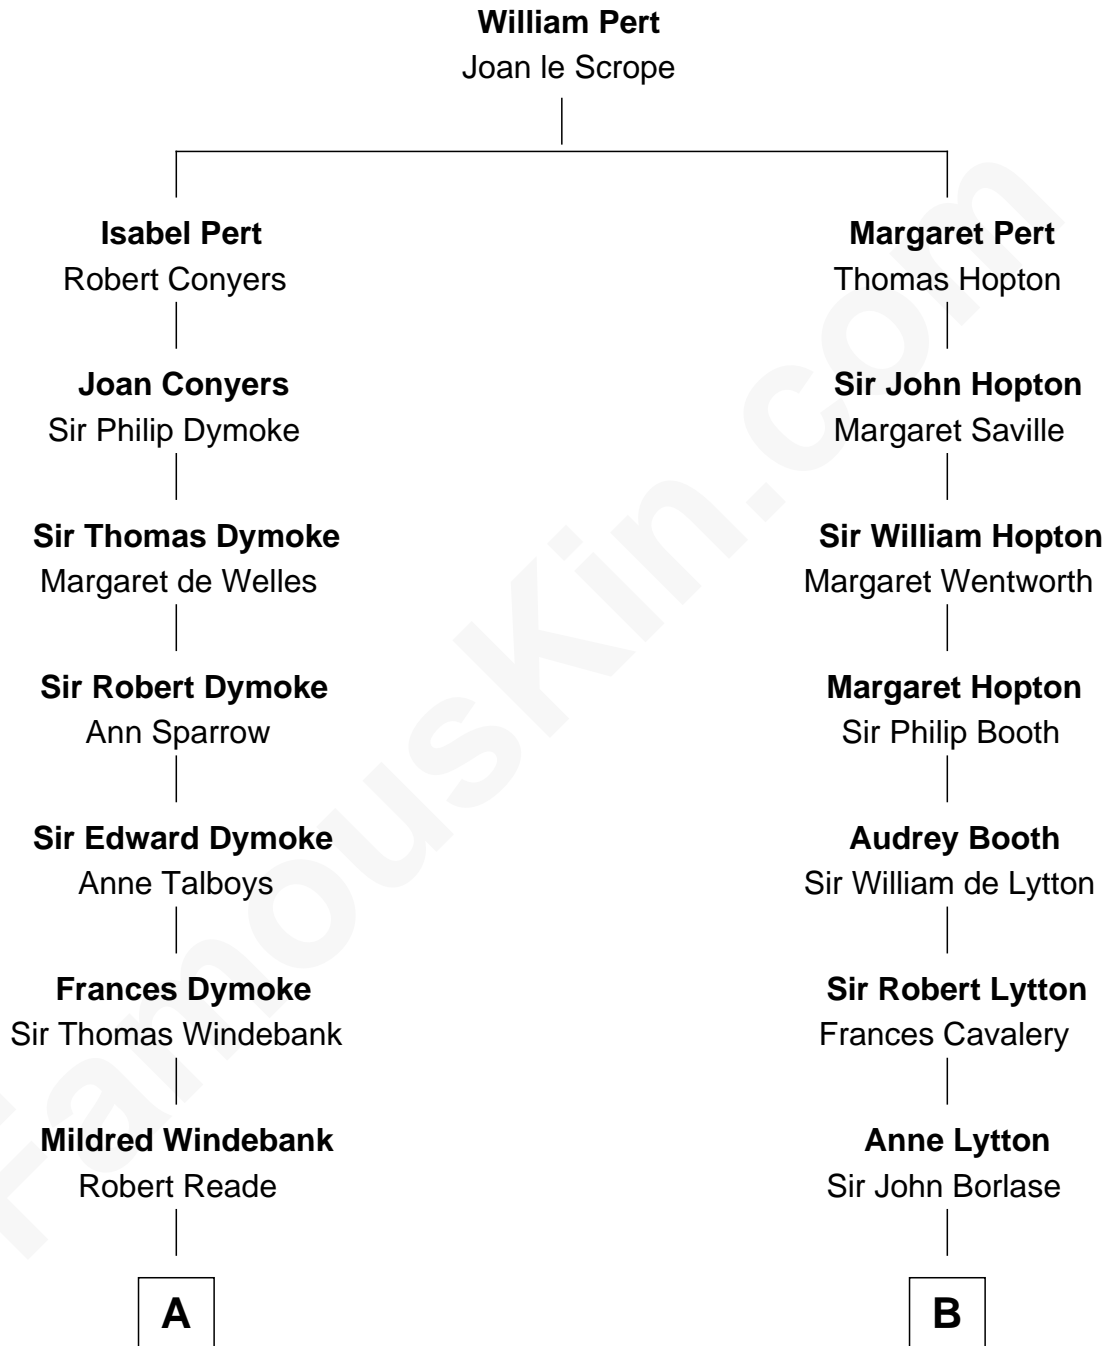 William Pert
Joan le Scrope
Isabel Pert
Robert Conyers
Margaret Pert
Thomas Hopton
Joan Conyers
Sir Philip Dymoke
Sir John Hopton
Margaret Saville
Sir Thomas Dymoke
Margaret de Welles
Sir William Hopton
Margaret Wentworth
Sir Robert Dymoke
Ann Sparrow
Margaret Hopton
Sir Philip Booth
Sir Edward Dymoke
Anne Talboys
Audrey Booth
Sir William de Lytton
Frances Dymoke
Sir Thomas Windebank
Sir Robert Lytton
Frances Cavalery
Mildred Windebank
Robert Reade
Anne Lytton
Sir John Borlase
A
B
FamousKin.com